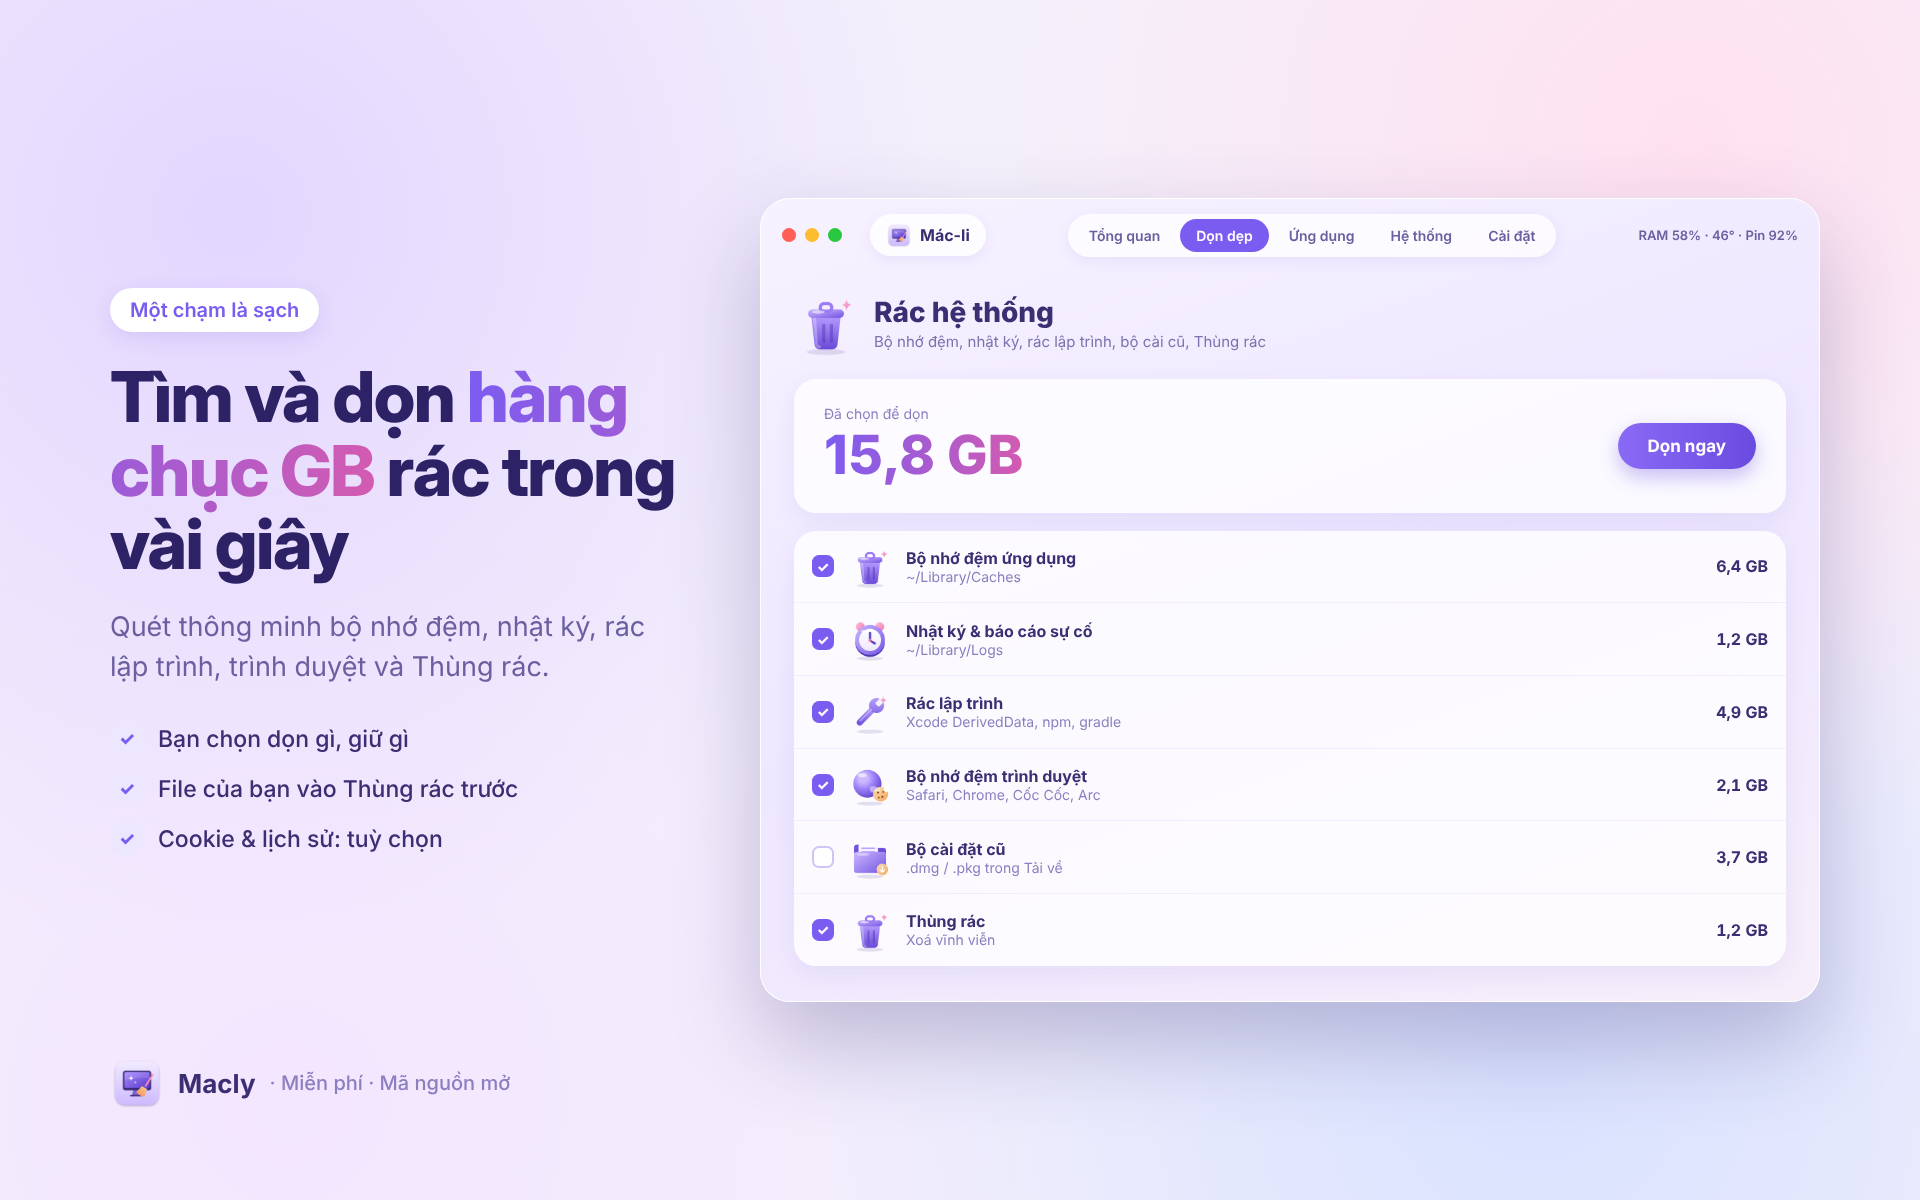 Một chạm là sạch
Tìm và dọn hàng
chục GB rác trong
vài giây
Quét thông minh bộ nhớ đệm, nhật ký, rác
lập trình, trình duyệt và Thùng rác.
Bạn chọn dọn gì, giữ gì
File của bạn vào Thùng rác trước
Cookie & lịch sử: tuỳ chọn
Macly · Miễn phí · Mã nguồn mở
Mác-li
Tổng quan
Dọn dẹp
Ứng dụng
Hệ thống
Cài đặt
RAM 58% · 46° · Pin 92%
Rác hệ thống
Bộ nhớ đệm, nhật ký, rác lập trình, bộ cài cũ, Thùng rác
Đã chọn để dọn
15,8 GB
Dọn ngay
Bộ nhớ đệm ứng dụng
~/Library/Caches
6,4 GB
Nhật ký & báo cáo sự cố
~/Library/Logs
1,2 GB
Rác lập trình
Xcode DerivedData, npm, gradle
4,9 GB
Bộ nhớ đệm trình duyệt
Safari, Chrome, Cốc Cốc, Arc
2,1 GB
Bộ cài đặt cũ
.dmg / .pkg trong Tải về
3,7 GB
Thùng rác
Xoá vĩnh viễn
1,2 GB